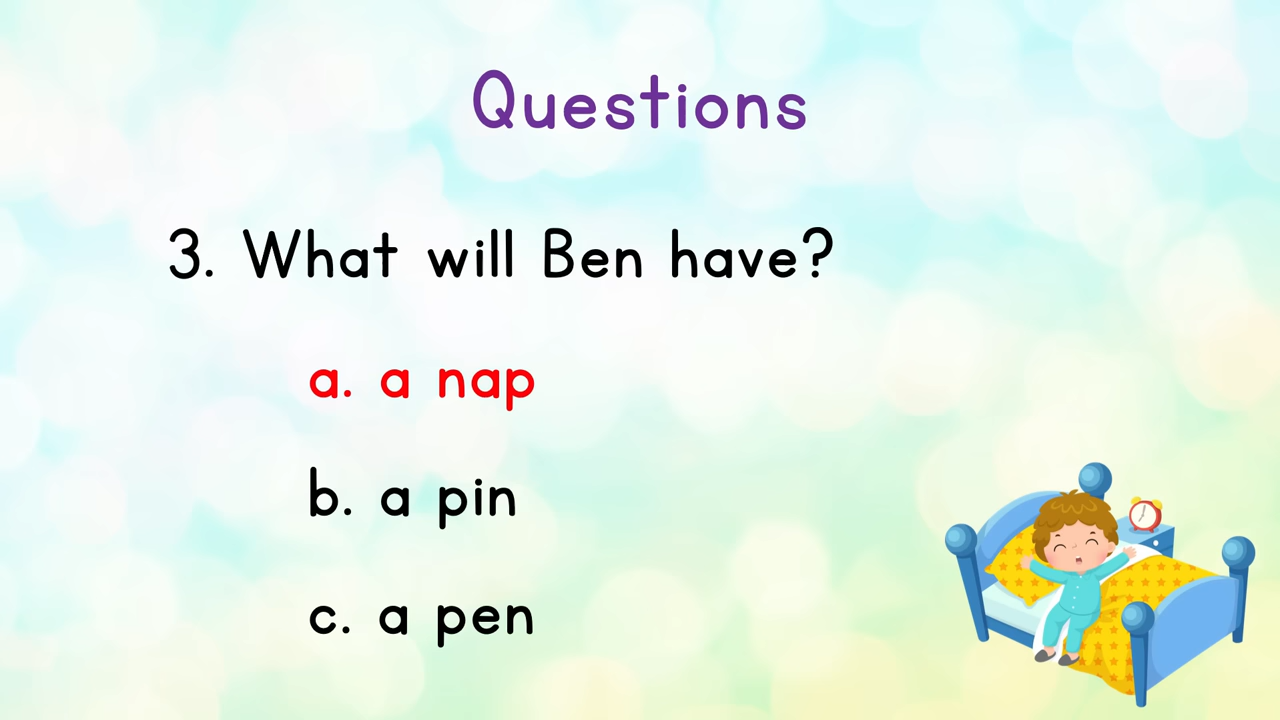 Questions
3. What will Ben have?
a. a nap
b. a pin
c. a pen